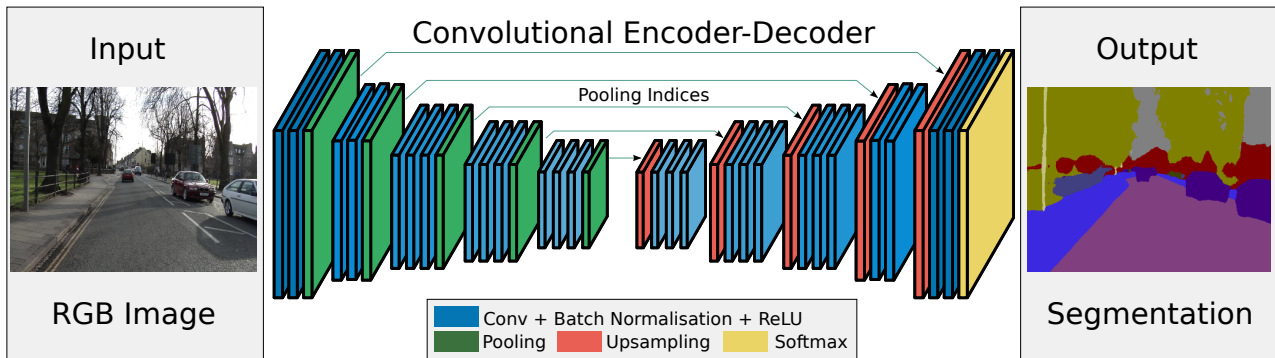 Input
RGB Image
Convolutional Encoder-Decoder
Pooling Indices
Conv + Batch Normalisation + ReLU
Pooling Upsampling Softmax
Output
Segmentation